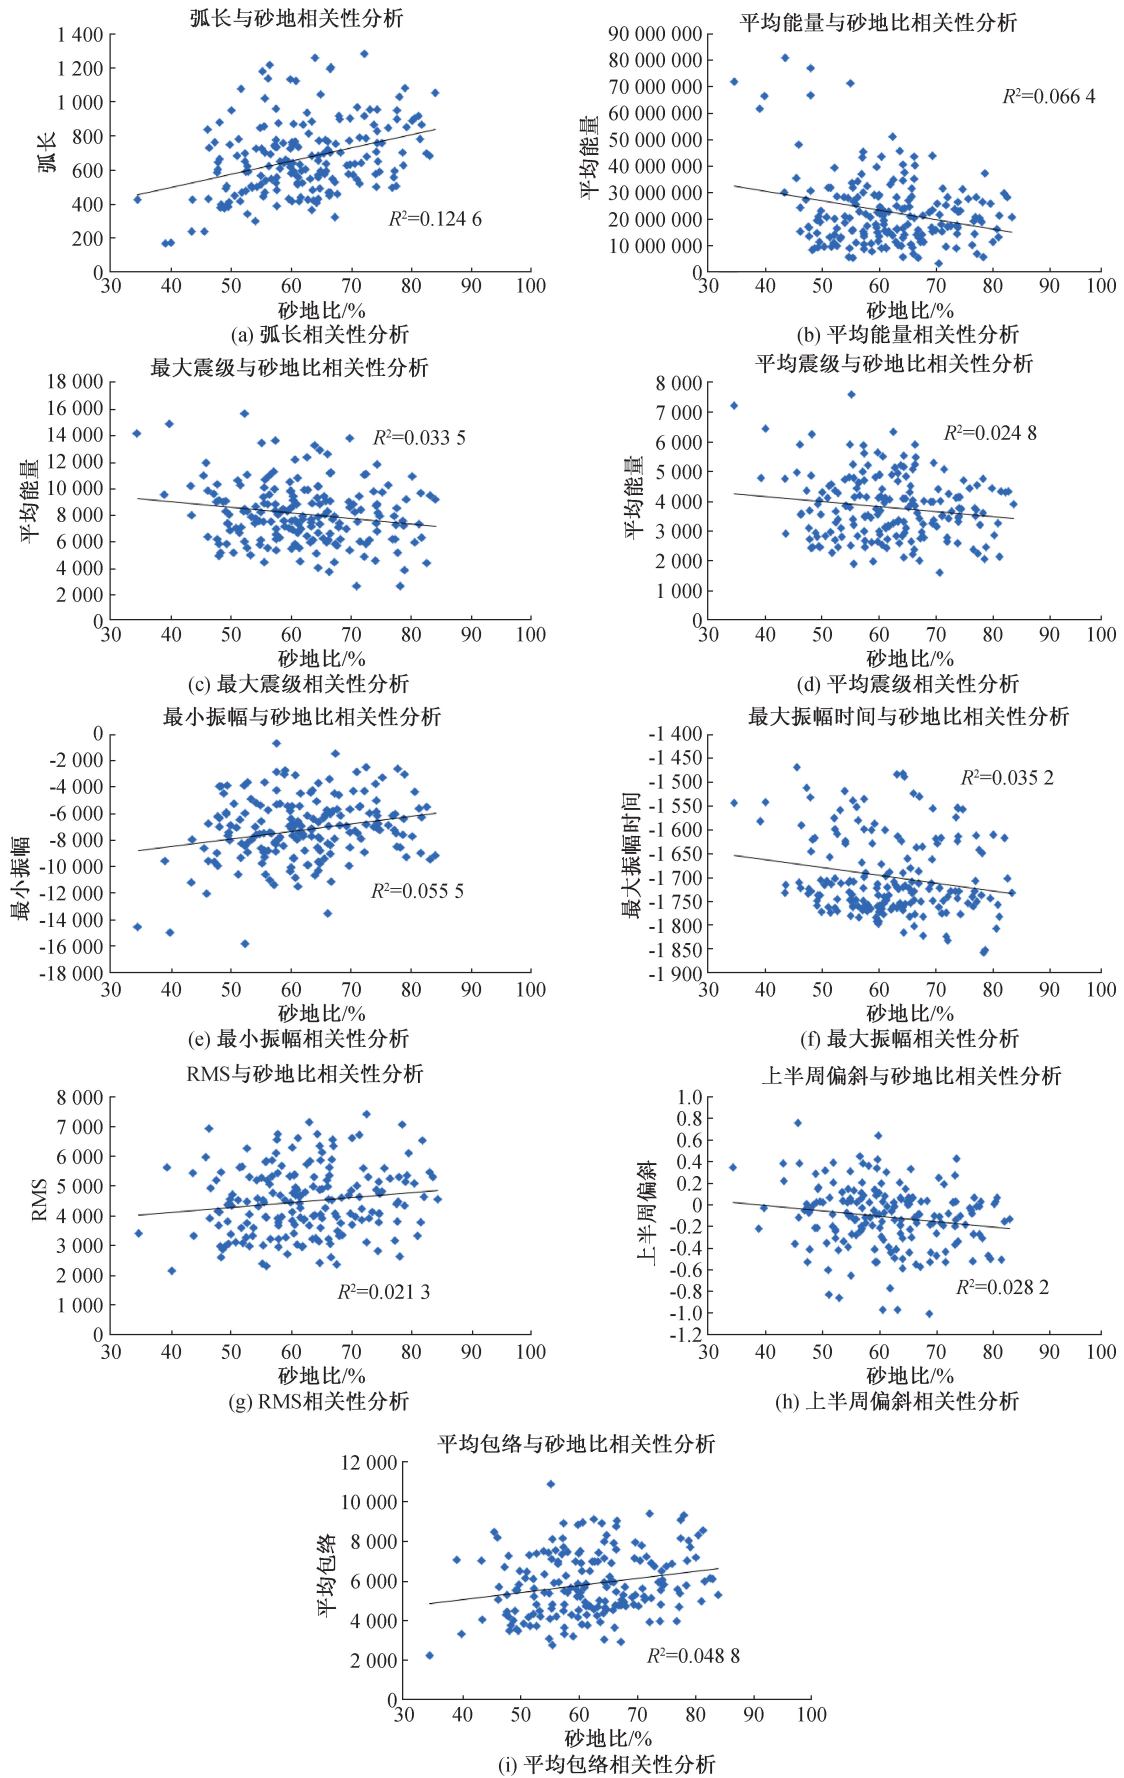 弧长与砂地相关性分析
1 400
1 200
1 000
800
600
400
200
0
弧长
R²=0.124 6
30 40 50 60 70 80 90 100
砂地比/%
(a) 弧长相关性分析
平均能量与砂地比相关性分析
90 000 000
80 000 000
70 000 000
60 000 000
50 000 000
40 000 000
30 000 000
20 000 000
10 000 000
0
平均能量
R²=0.066 4
30 40 50 60 70 80 90 100
砂地比/%
(b) 平均能量相关性分析
最大震级与砂地比相关性分析
18 000
16 000
14 000
12 000
10 000
8 000
6 000
4 000
2 000
0
平均能量
R²=0.033 5
30 40 50 60 70 80 90 100
砂地比/%
(c) 最大震级相关性分析
平均震级与砂地比相关性分析
8 000
7 000
6 000
5 000
4 000
3 000
2 000
1 000
0
平均能量
R²=0.024 8
30 40 50 60 70 80 90 100
砂地比/%
(d) 平均震级相关性分析
最小振幅与砂地比相关性分析
0
-2 000
-4 000
-6 000
-8 000
-10 000
-12 000
-14 000
-16 000
-18 000
最小振幅
R²=0.055 5
30 40 50 60 70 80 90 100
砂地比/%
(e) 最小振幅相关性分析
最大振幅时间与砂地比相关性分析
-1 400
-1 450
-1 500
-1 550
-1 600
-1 650
-1 700
-1 750
-1 800
-1 850
-1 900
最大振幅时间
R²=0.035 2
30 40 50 60 70 80 90 100
砂地比/%
(f) 最大振幅相关性分析
RMS与砂地比相关性分析
8 000
7 000
6 000
5 000
4 000
3 000
2 000
1 000
0
RMS
R²=0.021 3
30 40 50 60 70 80 90 100
砂地比/%
(g) RMS相关性分析
上半周偏斜与砂地比相关性分析
1.0
0.8
0.6
0.4
0.2
0
-0.2
-0.4
-0.6
-0.8
-1.0
-1.2
上半周偏斜
R²=0.028 2
30 40 50 60 70 80 90 100
砂地比/%
(h) 上半周偏斜相关性分析
平均包络与砂地比相关性分析
12 000
10 000
8 000
6 000
4 000
2 000
0
平均包络
R²=0.048 8
30 40 50 60 70 80 90 100
砂地比/%
(i) 平均包络相关性分析